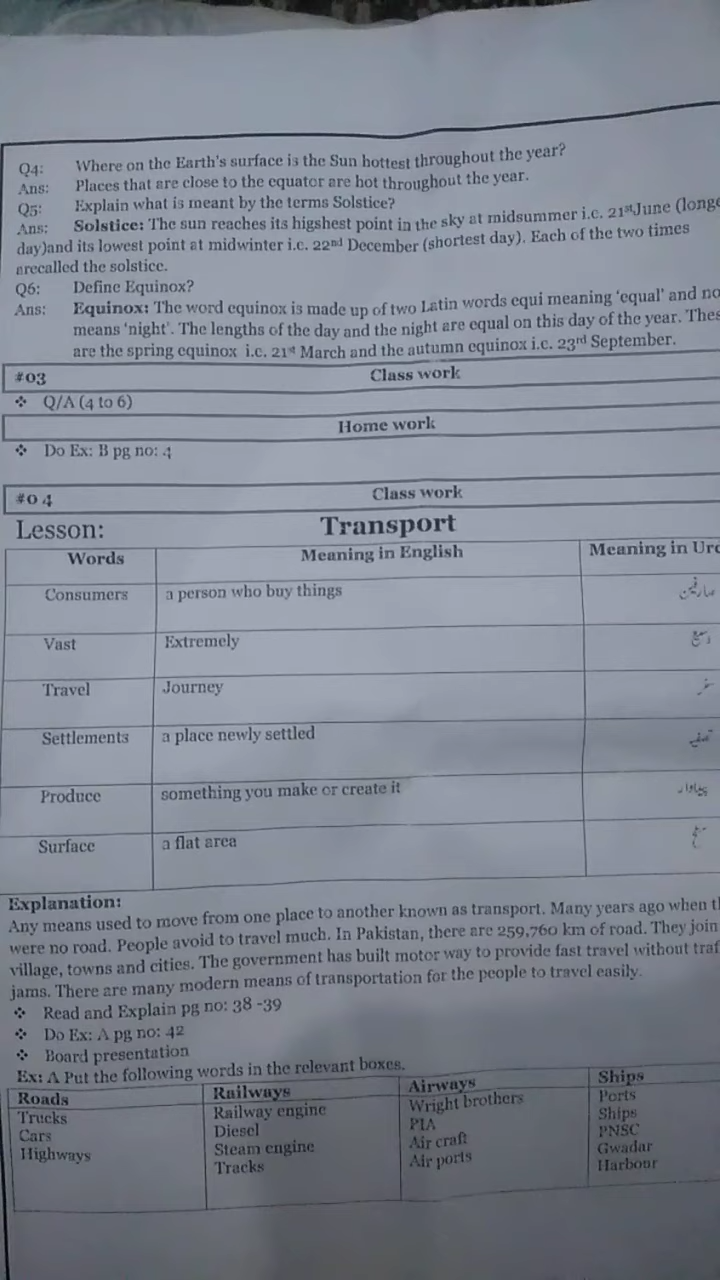 Q4: Where on the Earth's surface is the Sun hottest throughout the year?
Ans: Places that are close to the equator are hot throughout the year.
Q5: Explain what is meant by the terms Solstice?
Ans: Solstice: The sun reaches its higshest point in the sky at midsummer i.e. 21st June (longe
day)and its lowest point at midwinter i.e. 22nd December (shortest day). Each of the two times
arecalled the solstice.
Q6: Define Equinox?
Ans: Equinox: The word equinox is made up of two Latin words equi meaning 'equal' and no
means 'night'. The lengths of the day and the night are equal on this day of the year. Thes
are the spring equinox i.e. 21st March and the autumn equinox i.e. 23rd September.
#03 Class work
❖ Q/A (4 to 6)
Home work
❖ Do Ex: B pg no: 4
#0 4 Class work
Lesson: Transport
Words Meaning in English Meaning in Urd
Consumers a person who buy things صارفین
Vast Extremely وسیع
Travel Journey سفر
Settlements a place newly settled
Produce something you make or create it پیداوار
Surface a flat area سطح
Explanation:
Any means used to move from one place to another known as transport. Many years ago when th
were no road. People avoid to travel much. In Pakistan, there are 259,760 km of road. They join
village, towns and cities. The government has built motor way to provide fast travel without traf
jams. There are many modern means of transportation for the people to travel easily.
❖ Read and Explain pg no: 38 -39
❖ Do Ex: A pg no: 42
❖ Board presentation
Ex: A Put the following words in the relevant boxes.
Roads Railways Airways Ships
Trucks Railway engine Wright brothers Ports
Cars Diesel PIA Ships
Highways Steam engine Air craft PNSC
Tracks Air ports Gwadar
Harbour